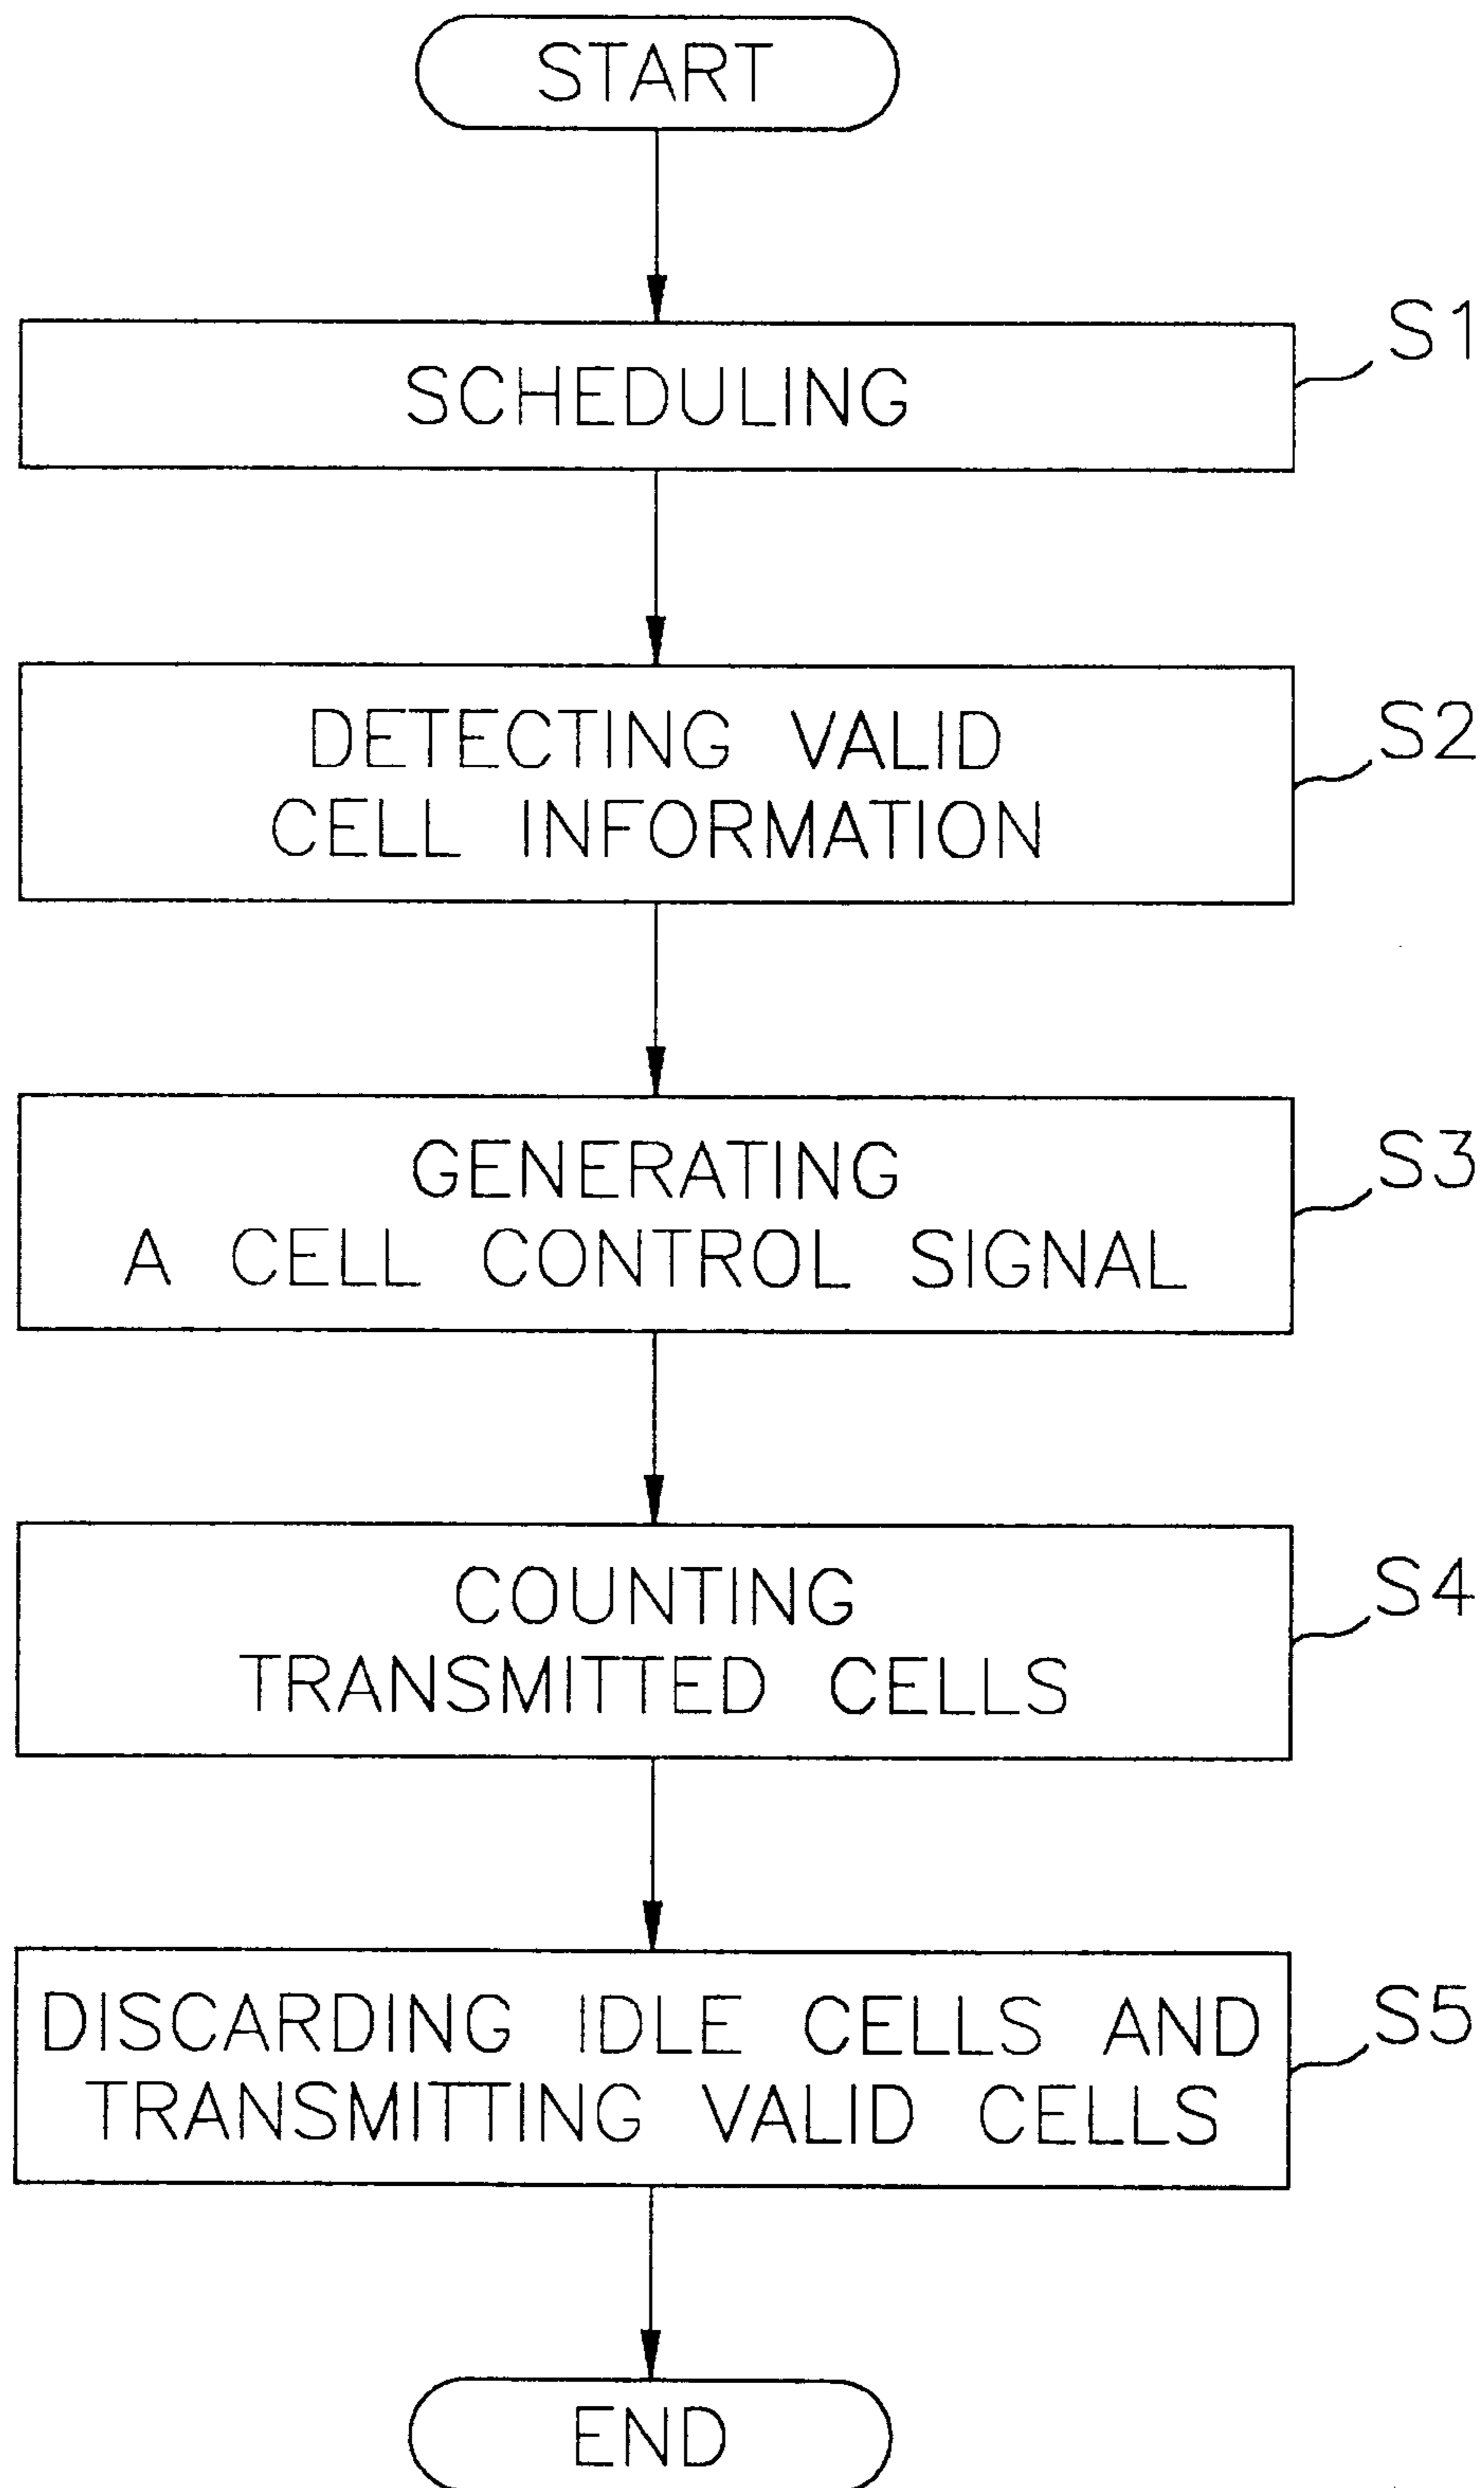 START
S1
SCHEDULING
S2
DETECTING VALID
CELL INFORMATION
S3
GENERATING
A CELL CONTROL SIGNAL
S4
COUNTING
TRANSMITTED CELLS
S5
DISCARDING IDLE CELLS AND
TRANSMITTING VALID CELLS
END